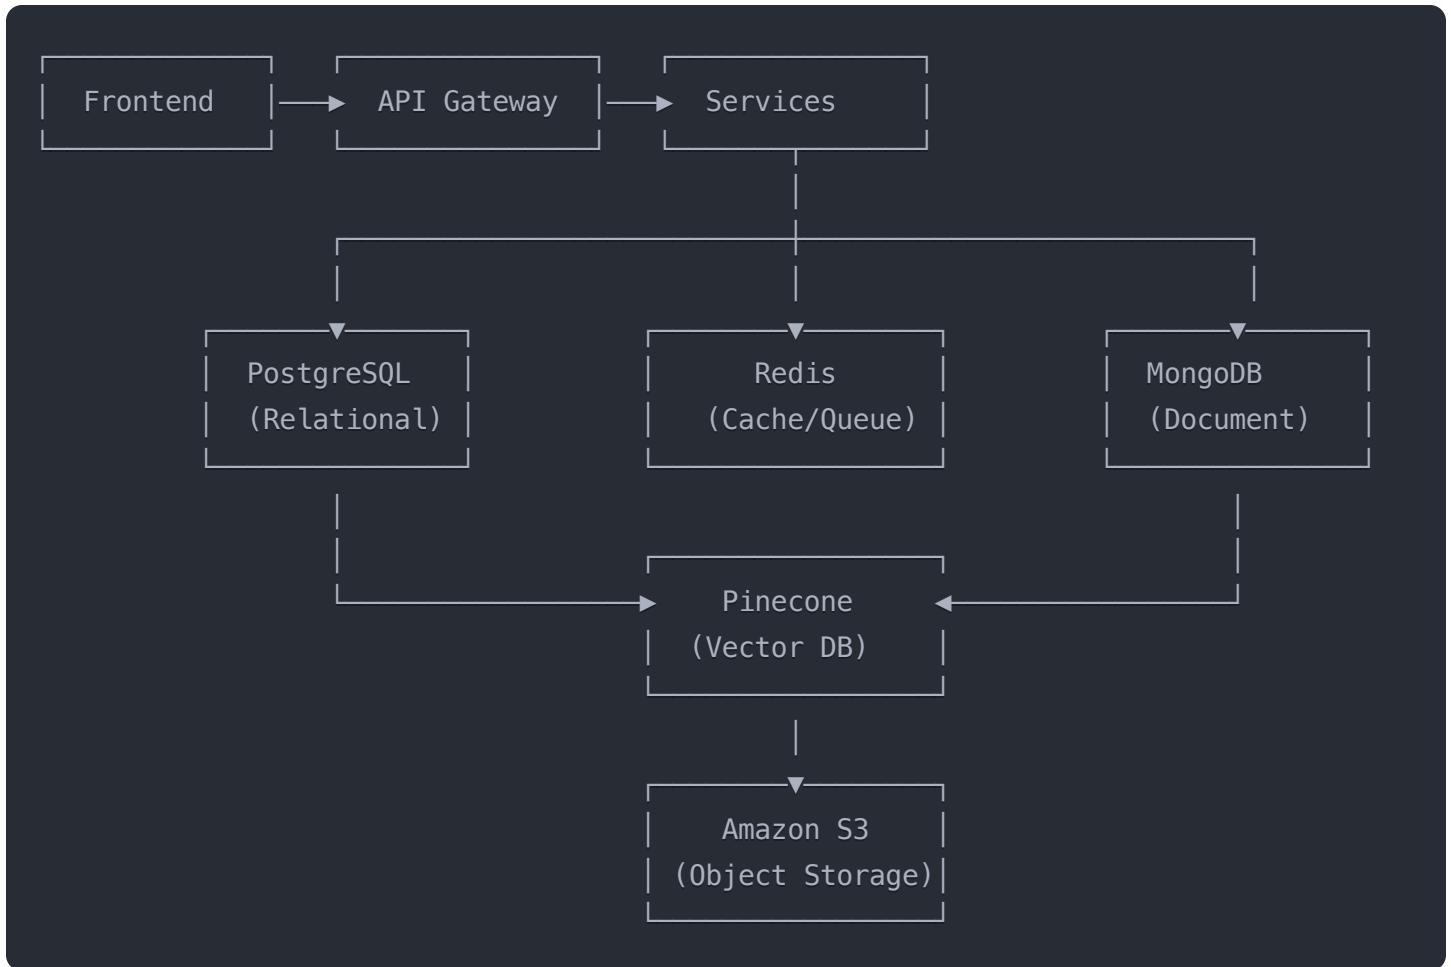 Frontend API Gateway Services
PostgreSQL Redis MongoDB
(Relational) (Cache/Queue) (Document)
Pinecone
(Vector DB)
Amazon S3
(Object Storage)